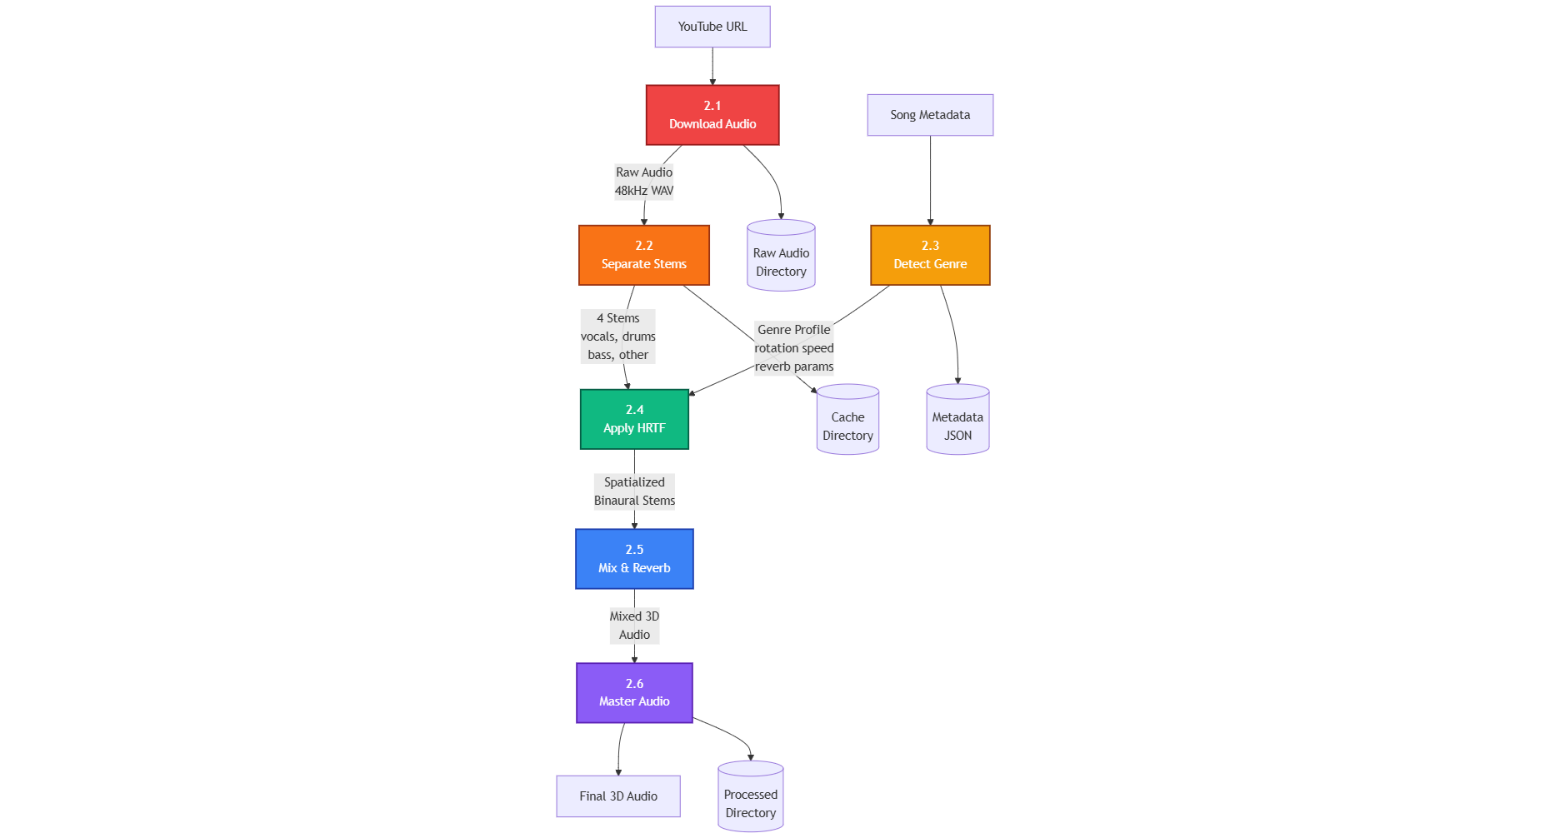 YouTube URL
2.1
Download Audio
Song Metadata
Raw Audio
48kHz WAV
2.2
Separate Stems
Raw Audio
Directory
2.3
Detect Genre
4 Stems
vocals, drums
bass, other
Genre Profile
rotation speed
reverb params
2.4
Apply HRTF
Cache
Directory
Metadata
JSON
Spatialized
Binaural Stems
2.5
Mix & Reverb
Mixed 3D
Audio
2.6
Master Audio
Final 3D Audio
Processed
Directory